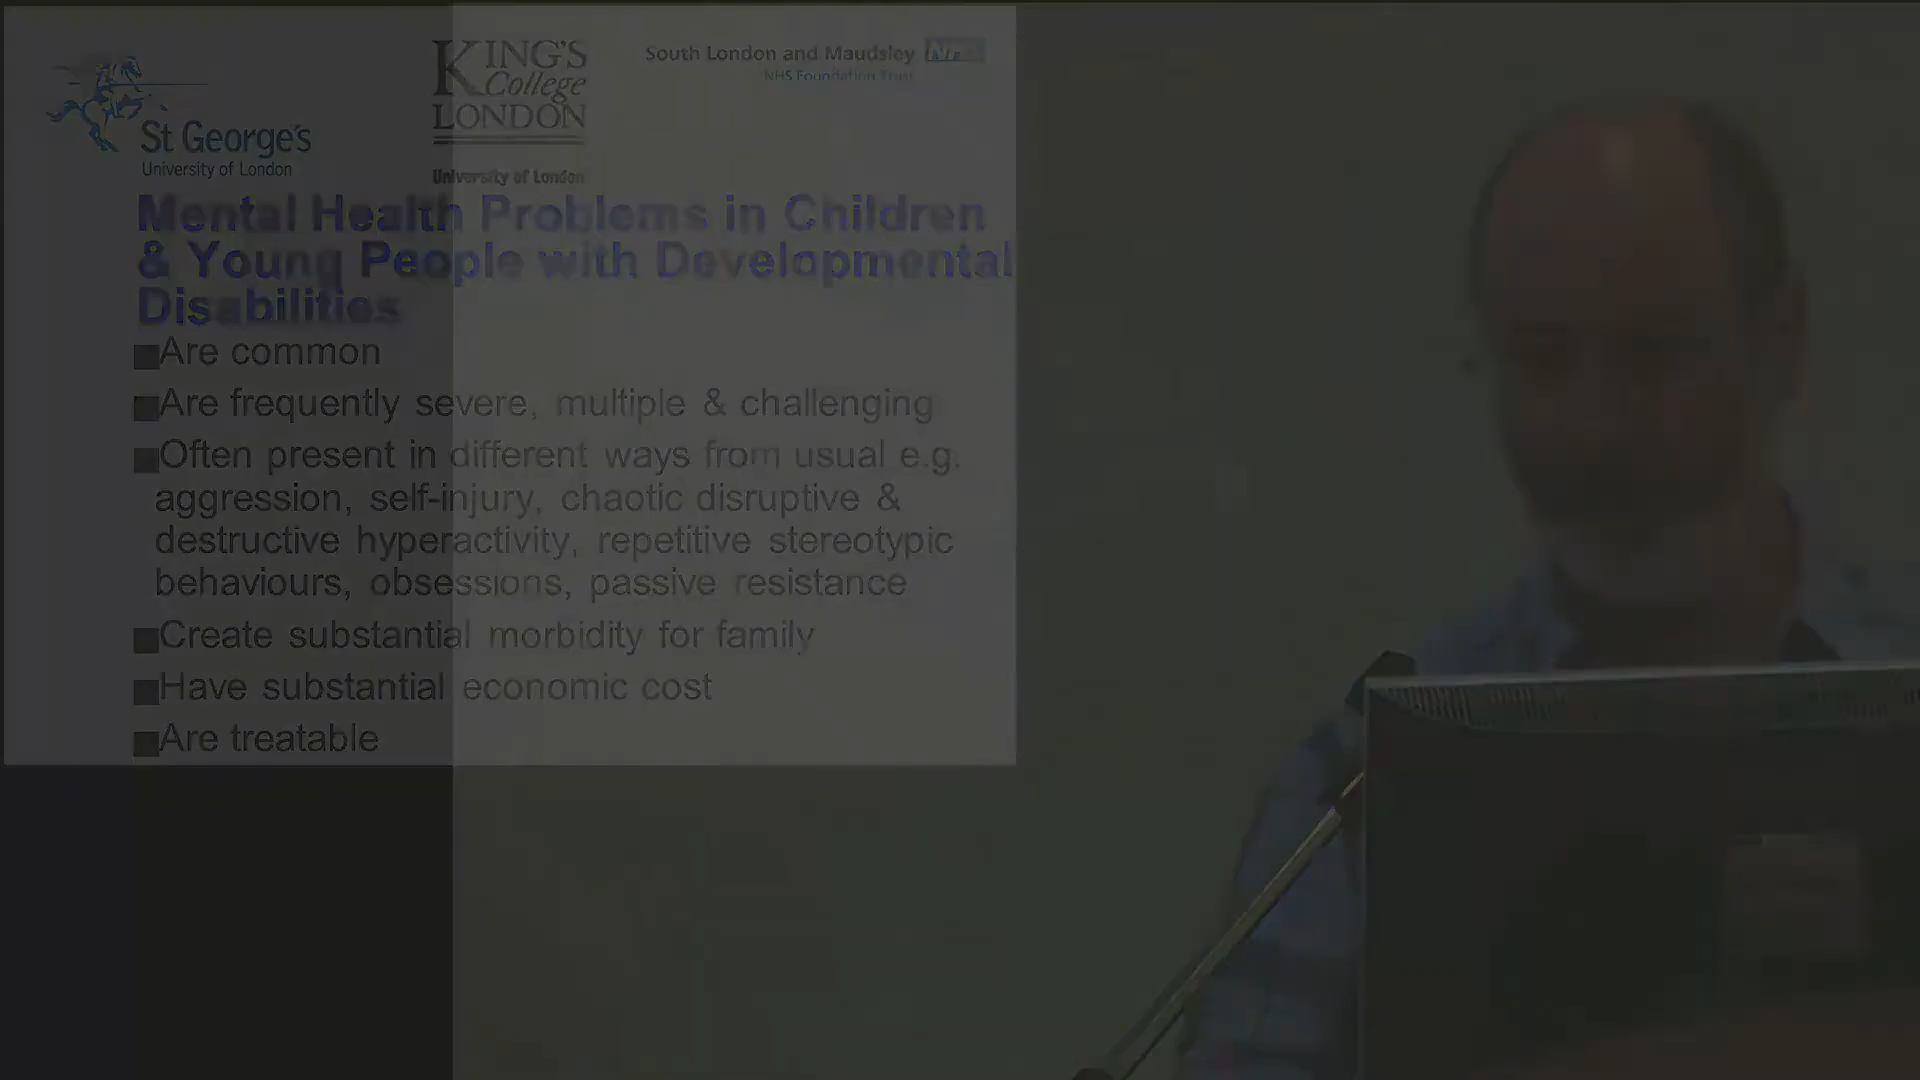 St George's
University of London
KING'S
College
LONDON
University of London
South London and Maudsley
NHS Foundation Trust
Mental Health Problems in Children
& Young People with Developmental
Disabilities
Are common
Are frequently severe, multiple & challenging
Often present in different ways from usual e.g.
aggression, self-injury, chaotic disruptive &
destructive hyperactivity, repetitive stereotypic
behaviours, obsessions, passive resistance
Create substantial morbidity for family
Have substantial economic cost
Are treatable